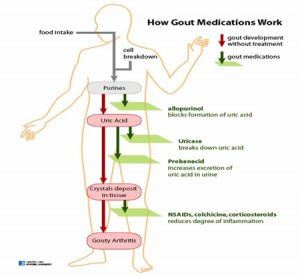 How Gout Medications Work
food intake
cell
breakdown
gout development
without treatment
gout medications
Purines
allopurinol
blocks formation of uric acid
Uric Acid
Uricase
breaks down uric acid
Probenecid
increases excretion of
uric acid in urine
Crystals deposit
in tissue
NSAIDs, colchicine, corticosteroids
reduces degree of inflammation
Gouty Arthritis